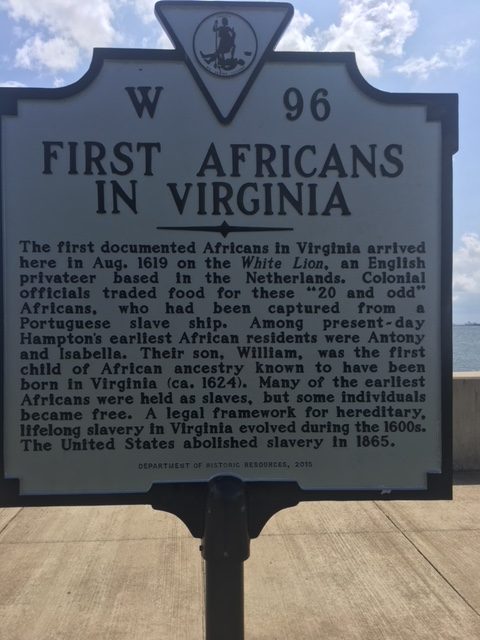 W 96
FIRST AFRICANS
IN VIRGINIA
The first documented Africans in Virginia arrived
here in Aug. 1619 on the White Lion, an English
privateer based in the Netherlands. Colonial
officials traded food for these “20 and odd”
Africans, who had been captured from a
Portuguese slave ship. Among present-day
Hampton's earliest African residents were Antony
and Isabella. Their son, William, was the first
child of African ancestry known to have been
born in Virginia (ca. 1624). Many of the earliest
Africans were held as slaves, but some individuals
became free. A legal framework for hereditary,
lifelong slavery in Virginia evolved during the 1600s.
The United States abolished slavery in 1865.
DEPARTMENT OF HISTORIC RESOURCES, 2015